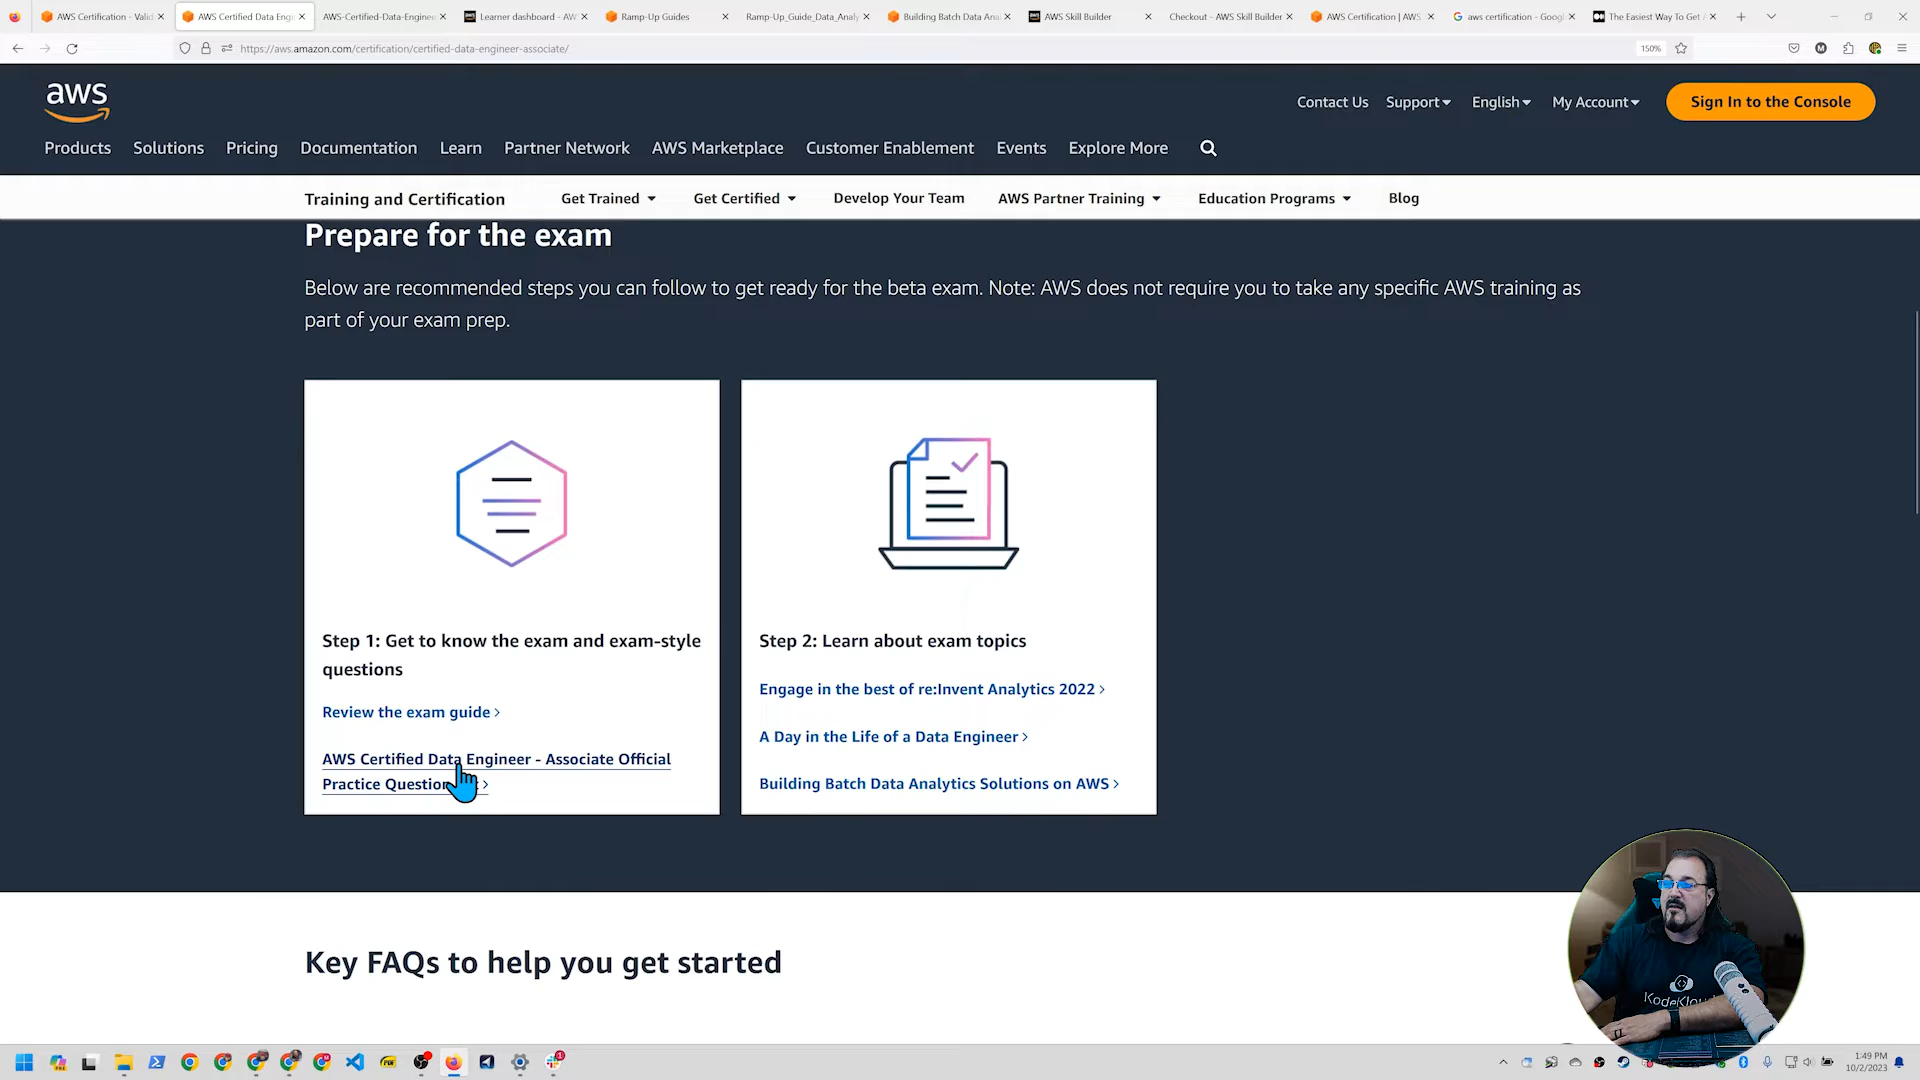 AWS Certification - Valid
AWS Certified Data Engi
AWS-Certified-Data-Engineer
Learner dashboard - AW
Ramp-Up Guides
Ramp-Up_Guide_Data_Analy
Building Batch Data Ana
AWS Skill Builder
Checkout - AWS Skill Builder
AWS Certification | AWS
aws certification - Googl
The Easiest Way To Get
https://aws.amazon.com/certification/certified-data-engineer-associate/
150%
M
aws
Contact Us
Support
English
My Account
Sign In to the Console
Products
Solutions
Pricing
Documentation
Learn
Partner Network
AWS Marketplace
Customer Enablement
Events
Explore More
Training and Certification
Get Trained
Get Certified
Develop Your Team
AWS Partner Training
Education Programs
Blog
Prepare for the exam
Below are recommended steps you can follow to get ready for the beta exam. Note: AWS does not require you to take any specific AWS training as
part of your exam prep.
Step 1: Get to know the exam and exam-style
questions
Review the exam guide >
AWS Certified Data Engineer - Associate Official
Practice Question >
Step 2: Learn about exam topics
Engage in the best of re:Invent Analytics 2022 >
A Day in the Life of a Data Engineer >
Building Batch Data Analytics Solutions on AWS >
Key FAQs to help you get started
KodeKloud
1:49 PM
10/2/2023